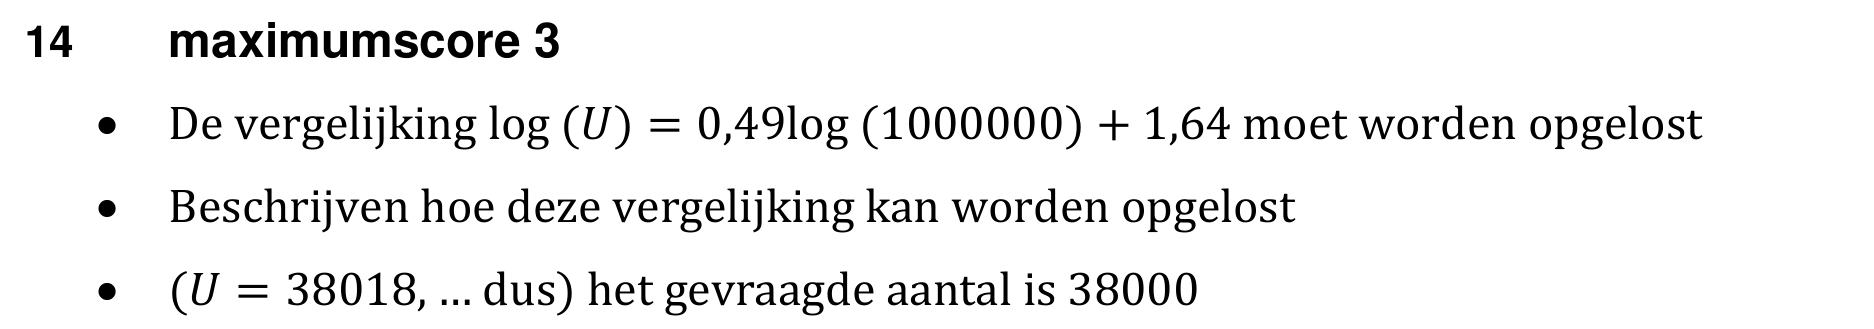 14 maximumscore 3
• De vergelijking log (U) = 0,49log (1000000) + 1,64 moet worden opgelost
• Beschrijven hoe deze vergelijking kan worden opgelost
• (U = 38018, … dus) het gevraagde aantal is 38000